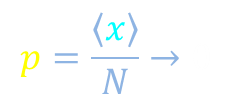 p = ⟨x⟩/N →